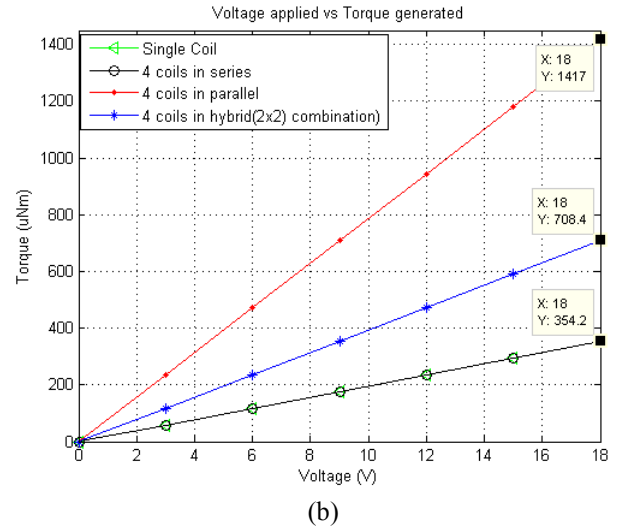 Voltage applied vs Torque generated
1400
1200
1000
800
600
400
200
0
Torque (uNm)
Single Coil
4 coils in series
4 coils in parallel
4 coils in hybrid(2x2) combination)
X: 18
Y: 1417
X: 18
Y: 708.4
X: 18
Y: 354.2
0 2 4 6 8 10 12 14 16 18
Voltage (V)
(b)